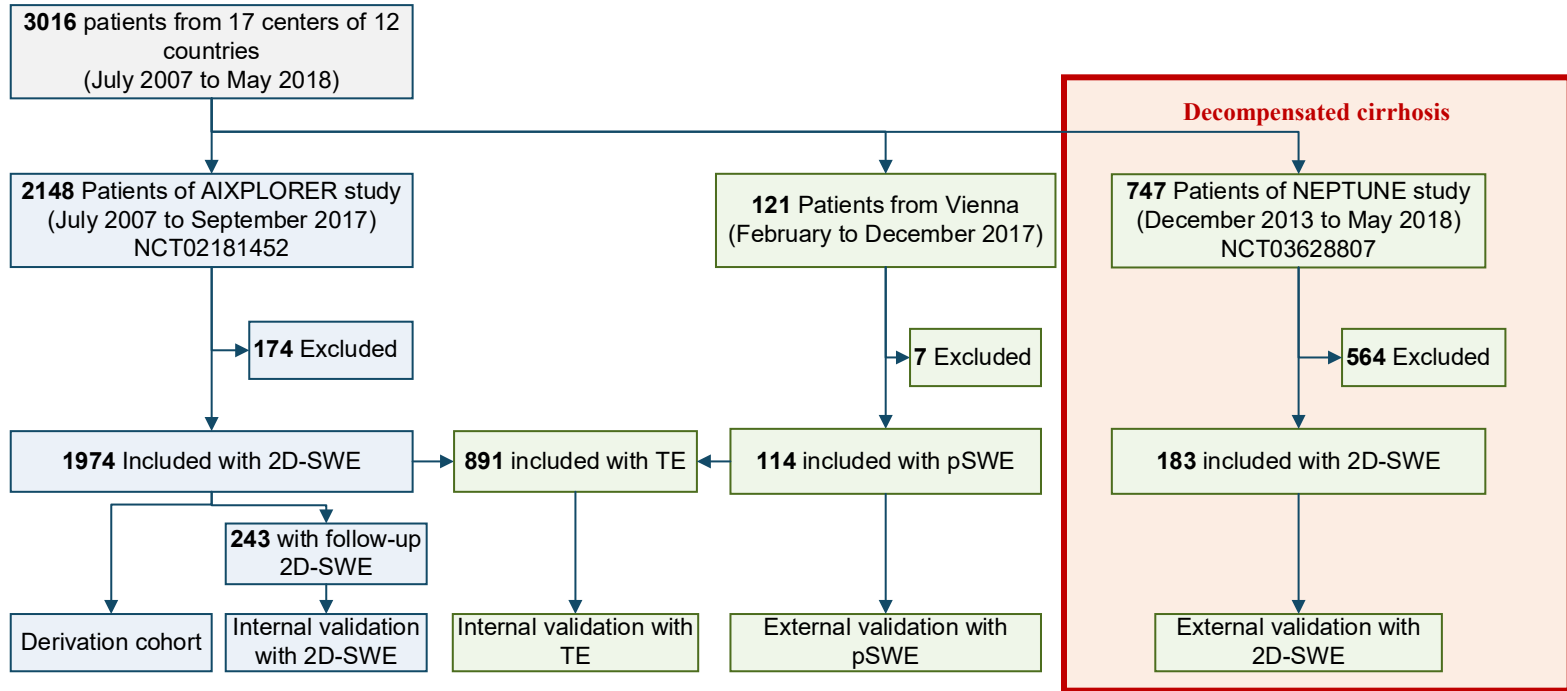 3016 patients from 17 centers of 12
countries
(July 2007 to May 2018)
Decompensated cirrhosis
2148 Patients of AIXPLORER study
(July 2007 to September 2017)
NCT02181452
121 Patients from Vienna
(February to December 2017)
747 Patients of NEPTUNE study
(December 2013 to May 2018)
NCT03628807
174 Excluded
7 Excluded
564 Excluded
1974 Included with 2D-SWE
891 included with TE
114 included with pSWE
183 included with 2D-SWE
243 with follow-up
2D-SWE
Derivation cohort
Internal validation
with 2D-SWE
Internal validation with
TE
External validation with
pSWE
External validation with
2D-SWE